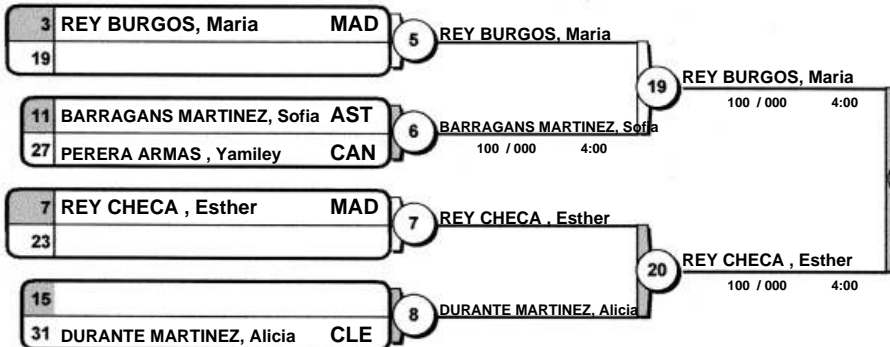 3 REY BURGOS, Maria MAD
19
5 REY BURGOS, Maria
11 BARRAGANS MARTINEZ, Sofia AST
27 PERERA ARMAS , Yamiley CAN
6 BARRAGANS MARTINEZ, Sofia
100 / 000 4:00
19 REY BURGOS, Maria
100 / 000 4:00
7 REY CHECA , Esther MAD
23
7 REY CHECA , Esther
15
31 DURANTE MARTINEZ, Alicia CLE
8 DURANTE MARTINEZ, Alicia
20 REY CHECA , Esther
100 / 000 4:00